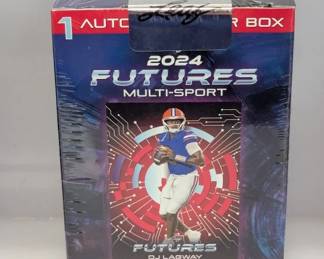 1 AUTO R BOX
2024
FUTURES
MULTI-SPORT
FUTURES
DJ LAGWAY